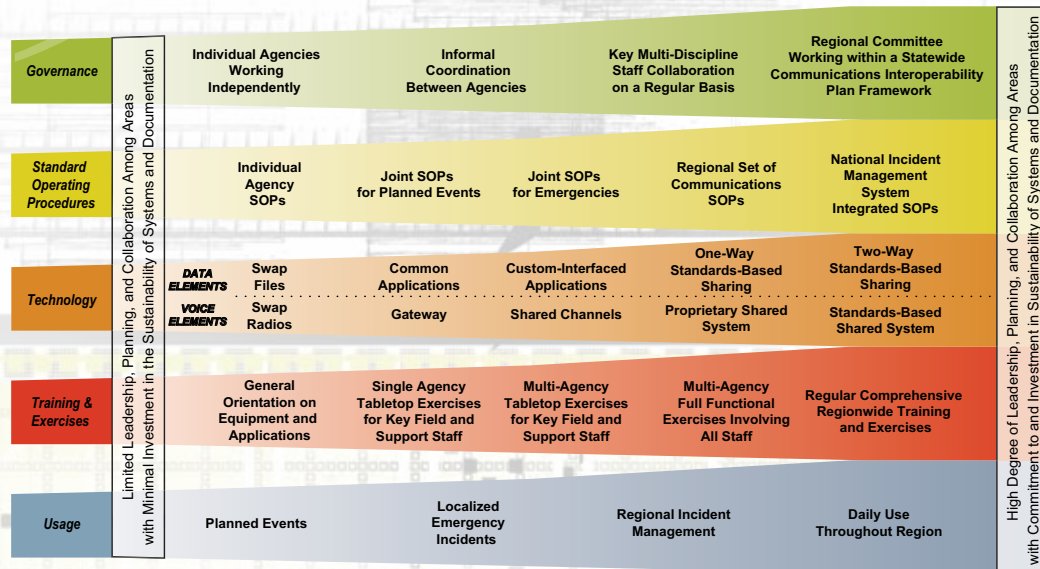 Governance
Limited Leadership, Planning, and Collaboration Among Areas
with Minimal Investment in the Sustainability of Systems and Documentation
Individual Agencies
Working
Independently
Informal
Coordination
Between Agencies
Key Multi-Discipline
Staff Collaboration
on a Regular Basis
Regional Committee
Working within a Statewide
Communications Interoperability
Plan Framework
High Degree of Leadership, Planning, and Collaboration Among Areas
with Commitment to and Investment in Sustainability of Systems and Documentation
Standard
Operating
Procedures
Individual
Agency
SOPs
Joint SOPs
for Planned Events
Joint SOPs
for Emergencies
Regional Set of
Communications
SOPs
National Incident
Management
System
Integrated SOPs
Technology
DATA
ELEMENTS
Swap
Files
Common
Applications
Custom-Interfaced
Applications
One-Way
Standards-Based
Sharing
Two-Way
Standards-Based
Sharing
VOICE
ELEMENTS
Swap
Radios
Gateway
Shared Channels
Proprietary Shared
System
Standards-Based
Shared System
Training &
Exercises
General
Orientation on
Equipment and
Applications
Single Agency
Tabletop Exercises
for Key Field and
Support Staff
Multi-Agency
Tabletop Exercises
for Key Field and
Support Staff
Multi-Agency
Full Functional
Exercises Involving
All Staff
Regular Comprehensive
Regionwide Training
and Exercises
Usage
Planned Events
Localized
Emergency
Incidents
Regional Incident
Management
Daily Use
Throughout Region